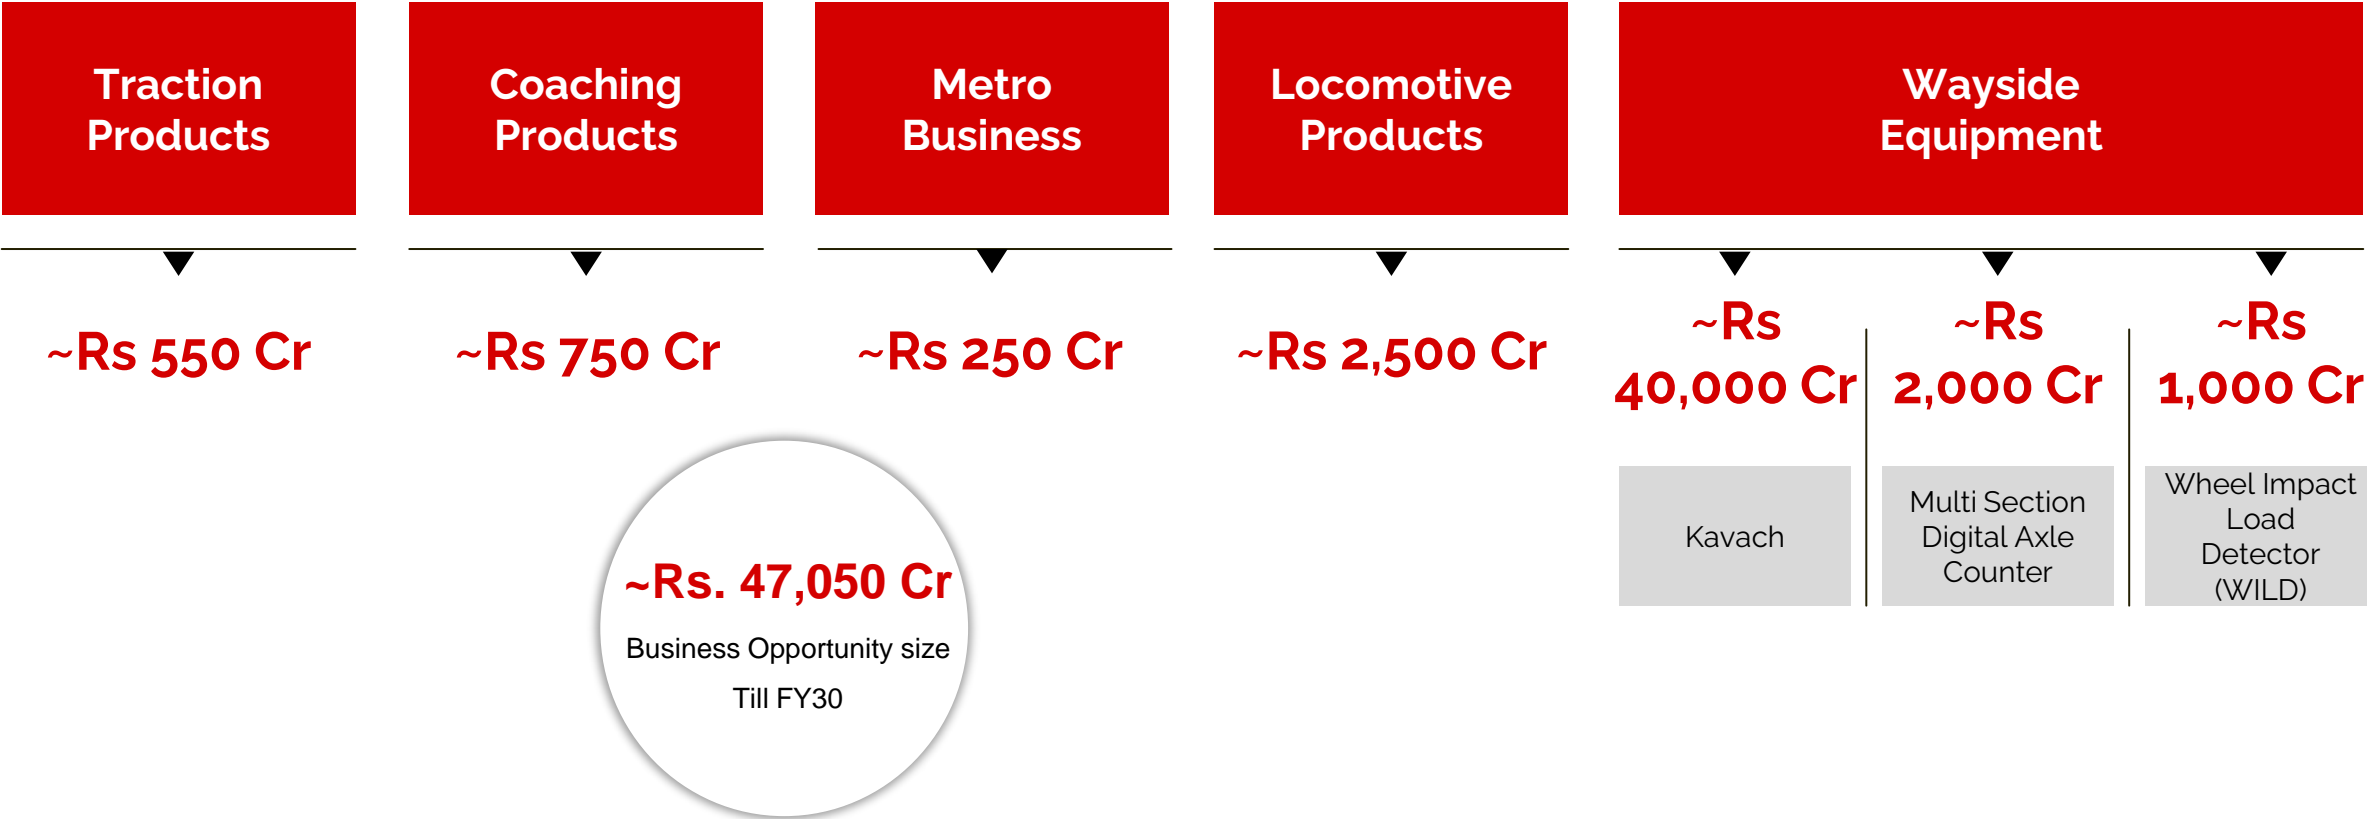 Traction
Products
Coaching
Products
Metro
Business
Locomotive
Products
Wayside
Equipment
~Rs 550 Cr
~Rs 750 Cr
~Rs 250 Cr
~Rs 2,500 Cr
~Rs
40,000 Cr
~Rs
2,000 Cr
~Rs
1,000 Cr
Kavach
Multi Section
Digital Axle
Counter
Wheel Impact
Load
Detector
(WILD)
~Rs. 47,050 Cr
Business Opportunity size
Till FY30